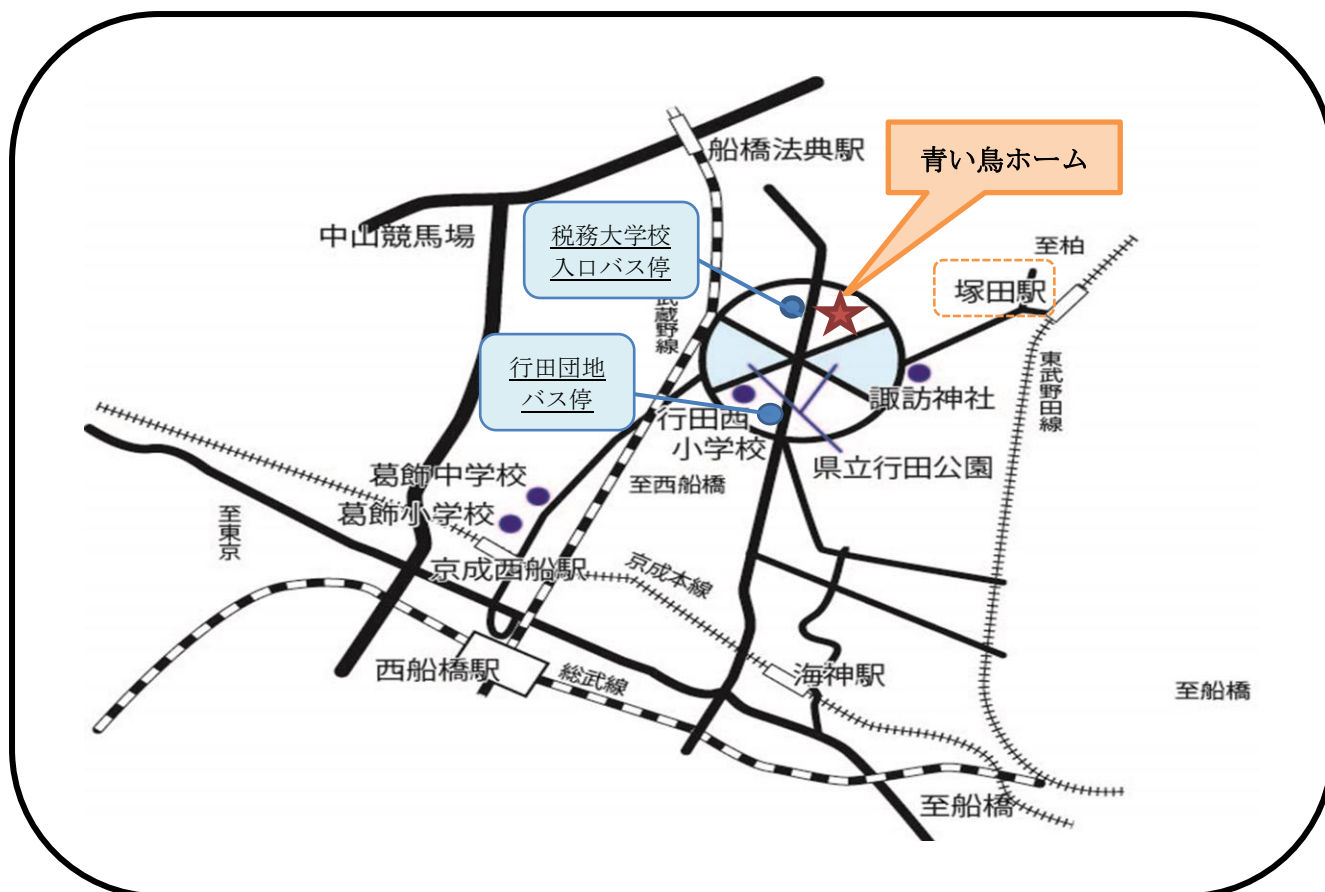 船橋法典駅
青い鳥ホーム
中山競馬場
税務大学校
入口バス停
至柏
塚田駅
武蔵野線
行田団地
バス停
東武野田線
諏訪神社
行田西
小学校
県立行田公園
葛飾中学校
至西船橋
葛飾小学校
至東京
京成西船駅
京成本線
西船橋駅
総武線
海神駅
至船橋
至船橋